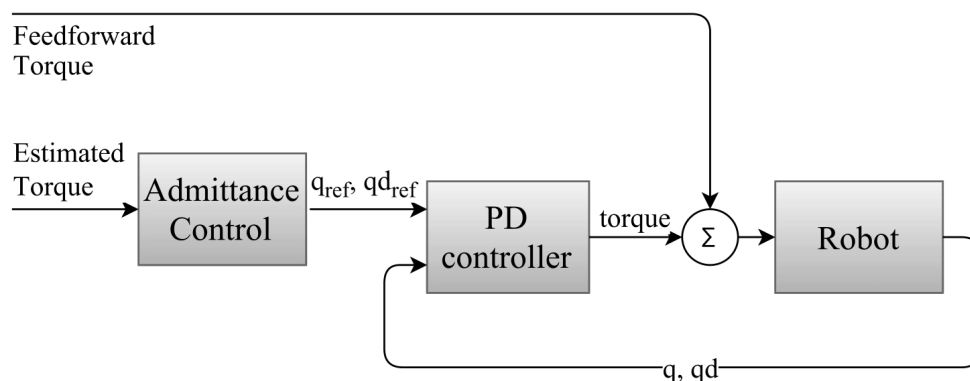 Feedforward
Torque
Estimated
Torque
Admittance
Control
q_ref, qd_ref
PD
controller
torque
Σ
Robot
q, qd